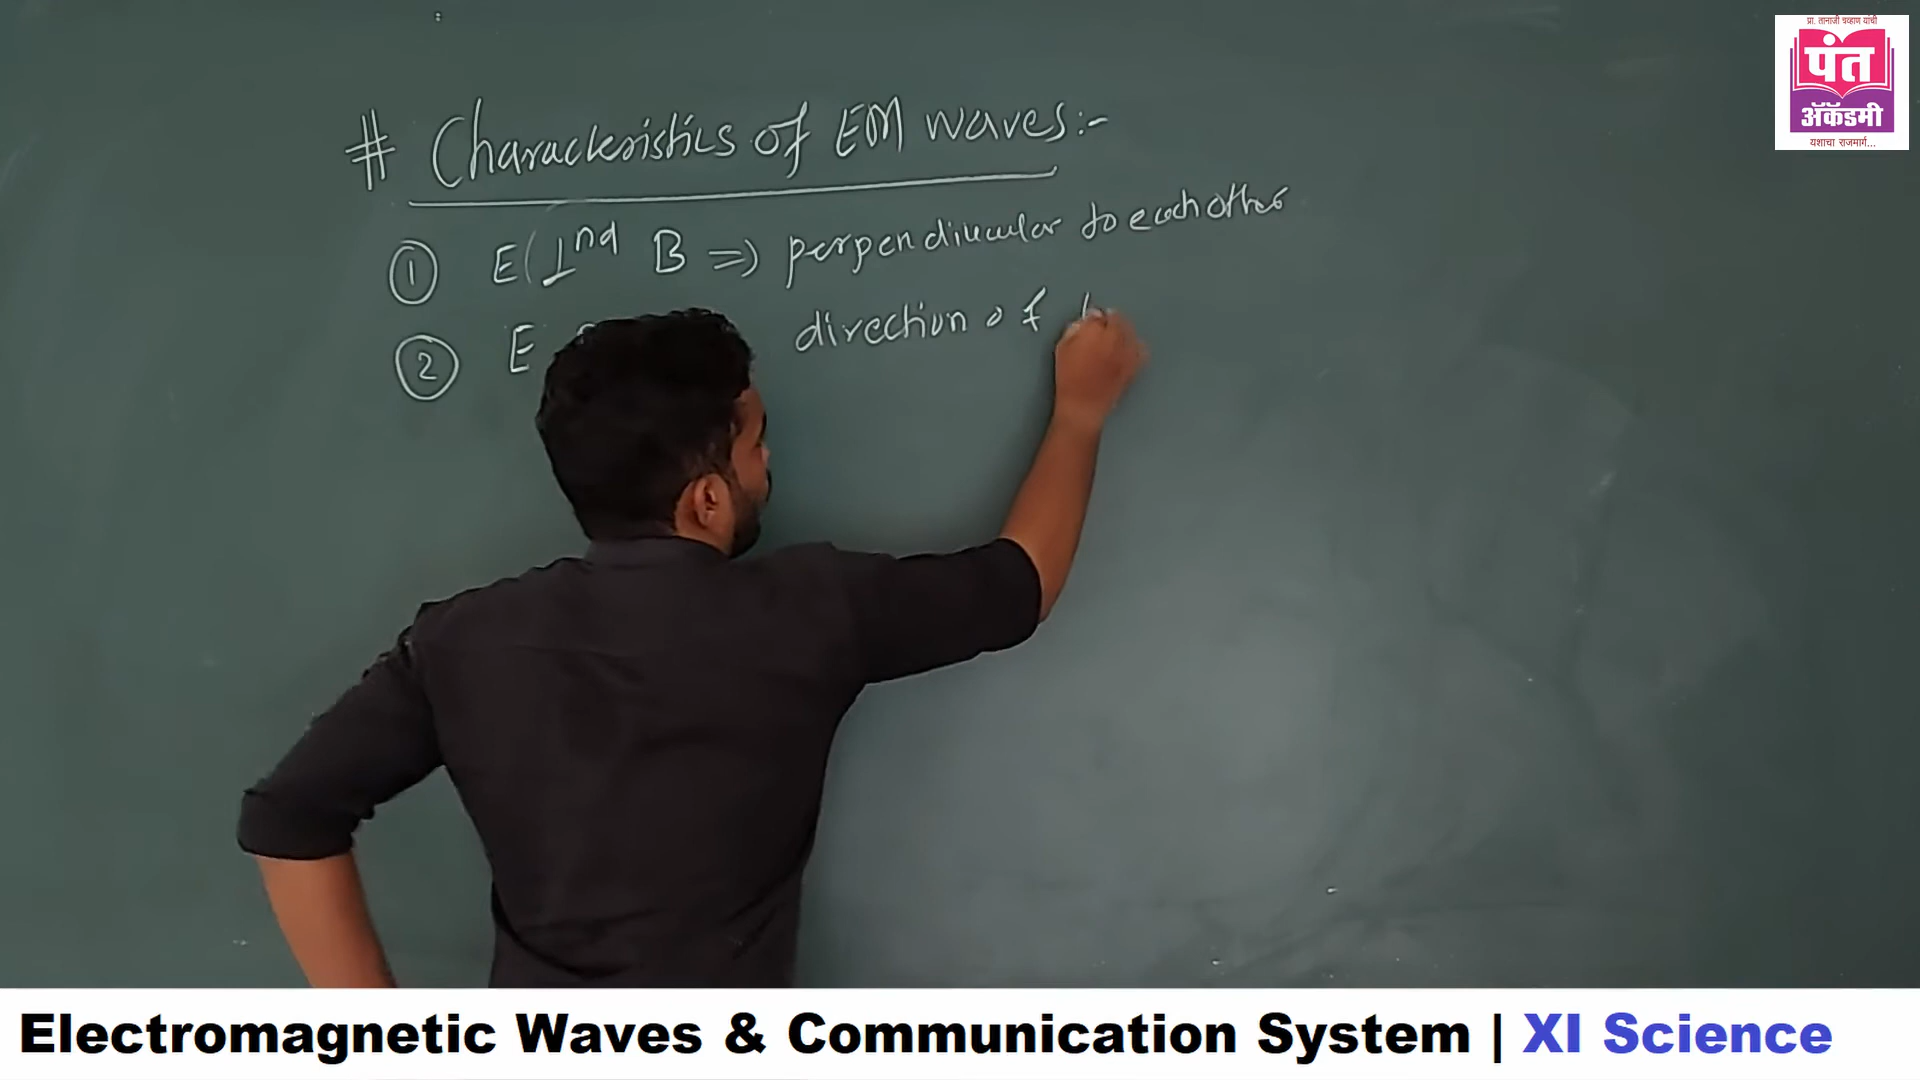 # Characteristics of EM waves:-
① E(⊥nd B => perpendicular to each other
② E direction of
प्रा. तानाजी चव्हाण यांची
पंत
अ‍ॅकॅडमी
यशाचा राजमार्ग...
Electromagnetic Waves & Communication System | XI Science